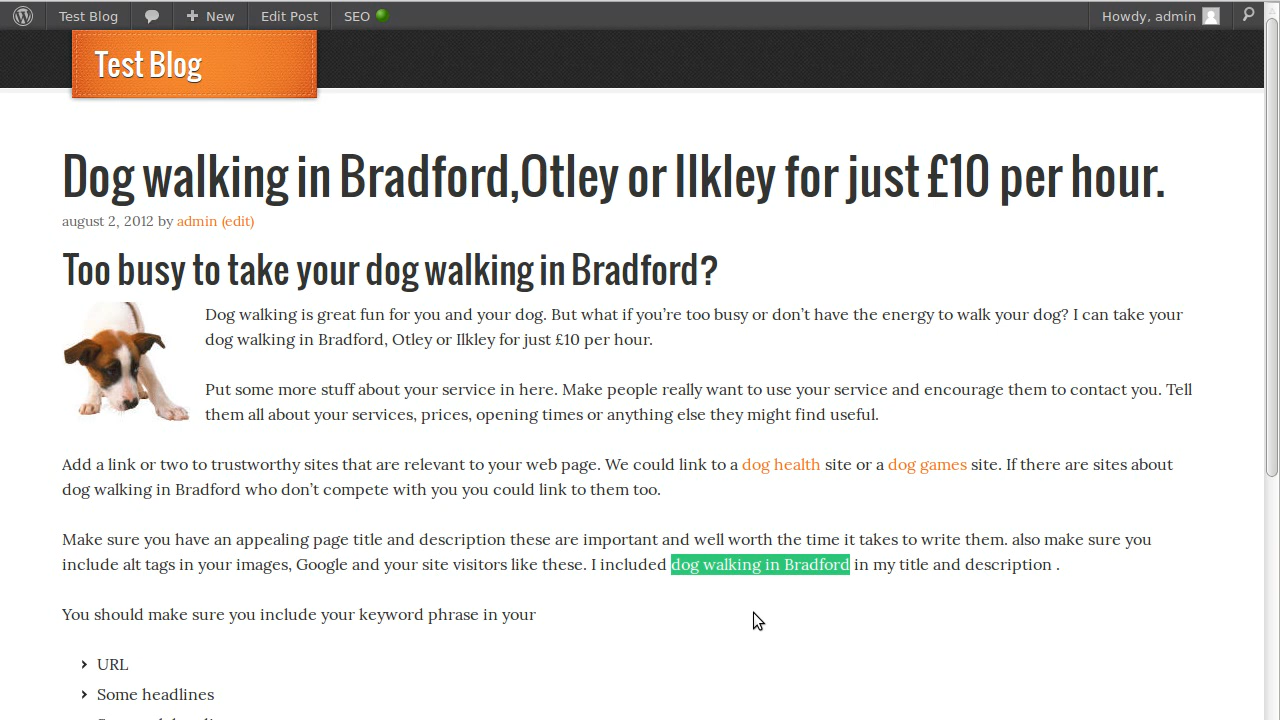 Test Blog New Edit Post SEO Howdy, admin
Test Blog
Dog walking in Bradford,Otley or Ilkley for just £10 per hour.
august 2, 2012 by admin (edit)
Too busy to take your dog walking in Bradford?
Dog walking is great fun for you and your dog. But what if you’re too busy or don’t have the energy to walk your dog? I can take your
dog walking in Bradford, Otley or Ilkley for just £10 per hour.
Put some more stuff about your service in here. Make people really want to use your service and encourage them to contact you. Tell
them all about your services, prices, opening times or anything else they might find useful.
Add a link or two to trustworthy sites that are relevant to your web page. We could link to a dog health site or a dog games site. If there are sites about
dog walking in Bradford who don’t compete with you you could link to them too.
Make sure you have an appealing page title and description these are important and well worth the time it takes to write them. also make sure you
include alt tags in your images, Google and your site visitors like these. I included dog walking in Bradford in my title and description .
You should make sure you include your keyword phrase in your
URL
Some headlines